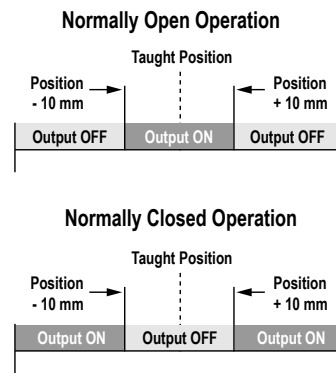 Normally Open Operation
Taught Position
Position
- 10 mm
Position
+ 10 mm
Output OFF
Output ON
Output OFF
Normally Closed Operation
Taught Position
Position
- 10 mm
Position
+ 10 mm
Output ON
Output OFF
Output ON